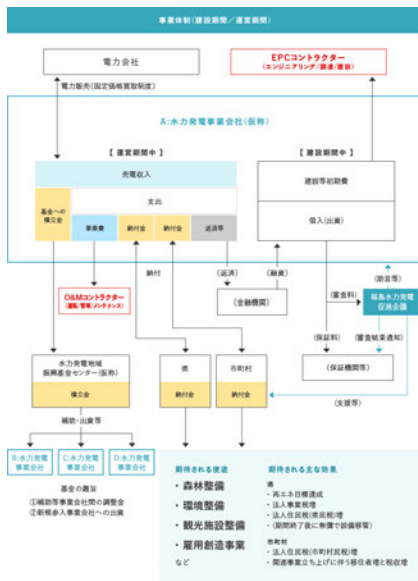 事業体制(建設期間／運営期間)
電力会社
EPCコントラクター
(エンジニアリング/調達/建設)
電力販売(固定価格買取制度)
A:水力発電事業会社(仮称)
【 運営期間中 】
【 建設期間中 】
売電収入
基金への
積立金
支出
事業費
納付金
納付金
返済等
建設等初期費
借入(出資)
納付
(返済)
(融資)
(金融機関)
(審査料)
(助言等)
福島水力発電
促進会議
O&Mコントラクター
(運転/管理/メンテナンス)
(保証料)
(審査結果通知)
(保証機関等)
水力発電地域
振興基金センター(仮称)
積立金
県
納付金
市町村
納付金
(支援等)
補助・出資等
B:水力発電
事業会社
C:水力発電
事業会社
D:水力発電
事業会社
基金の趣旨
①補助等事業会社間の調整金
②新規参入事業会社への出資
期待される使途
・森林整備
・環境整備
・観光施設整備
・雇用創造事業
など
期待される主な効果
県
・再エネ目標達成
・法人事業税増
・法人住民税(県民税)増
・(期間終了後に無償で設備移管)
市町村
・法人住民税(市町村民税)増
・関連事業立ち上げに伴う移住者増と税収増